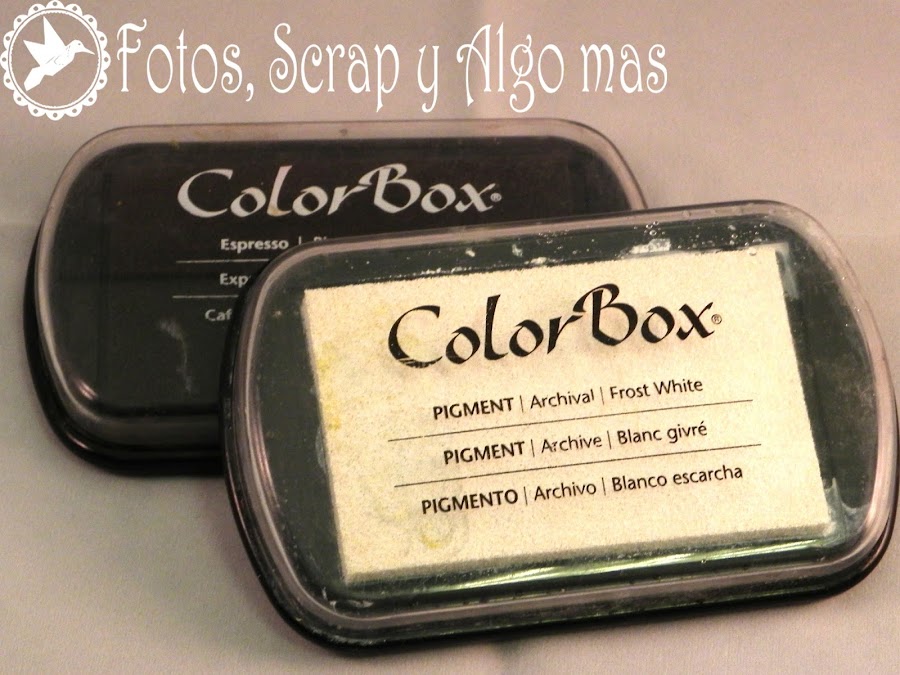 Fotos, Scrap y Algo mas
ColorBox®
Espresso |
ColorBox®
PIGMENT | Archival | Frost White
PIGMENT | Archive | Blanc givré
PIGMENTO | Archivo | Blanco escarcha